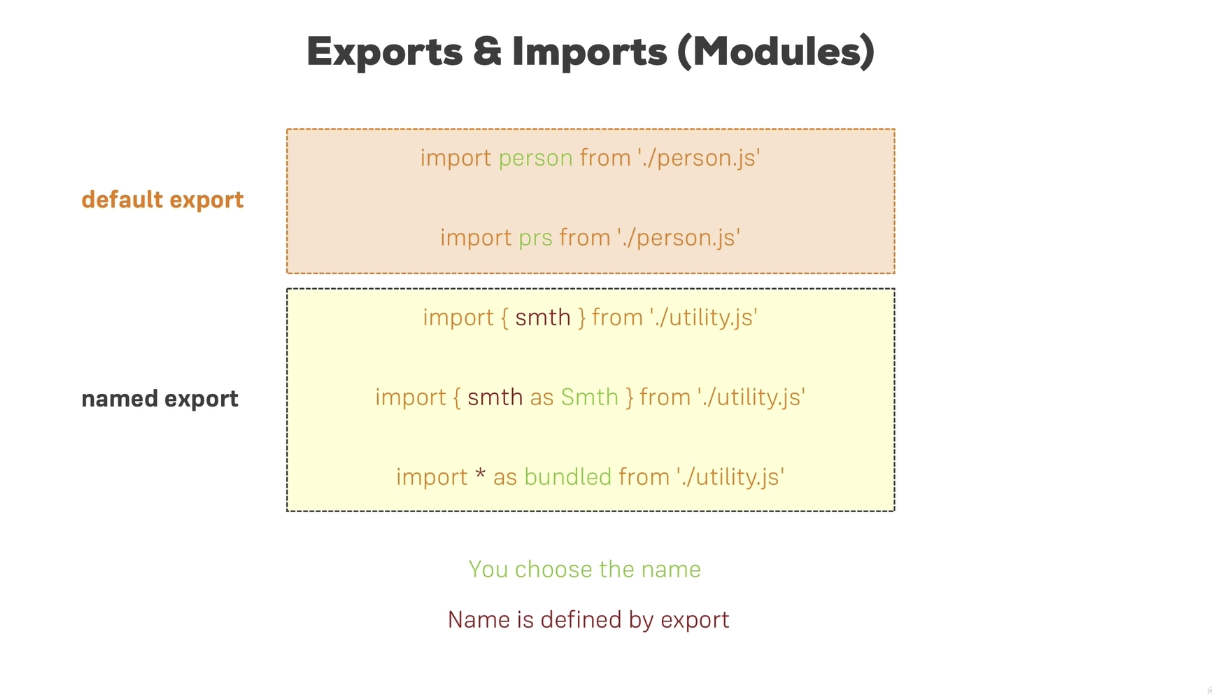 Exports & Imports (Modules)
default export
import person from './person.js'
import prs from './person.js'
named export
import { smth } from './utility.js'
import { smth as Smth } from './utility.js'
import * as bundled from './utility.js'
You choose the name
Name is defined by export